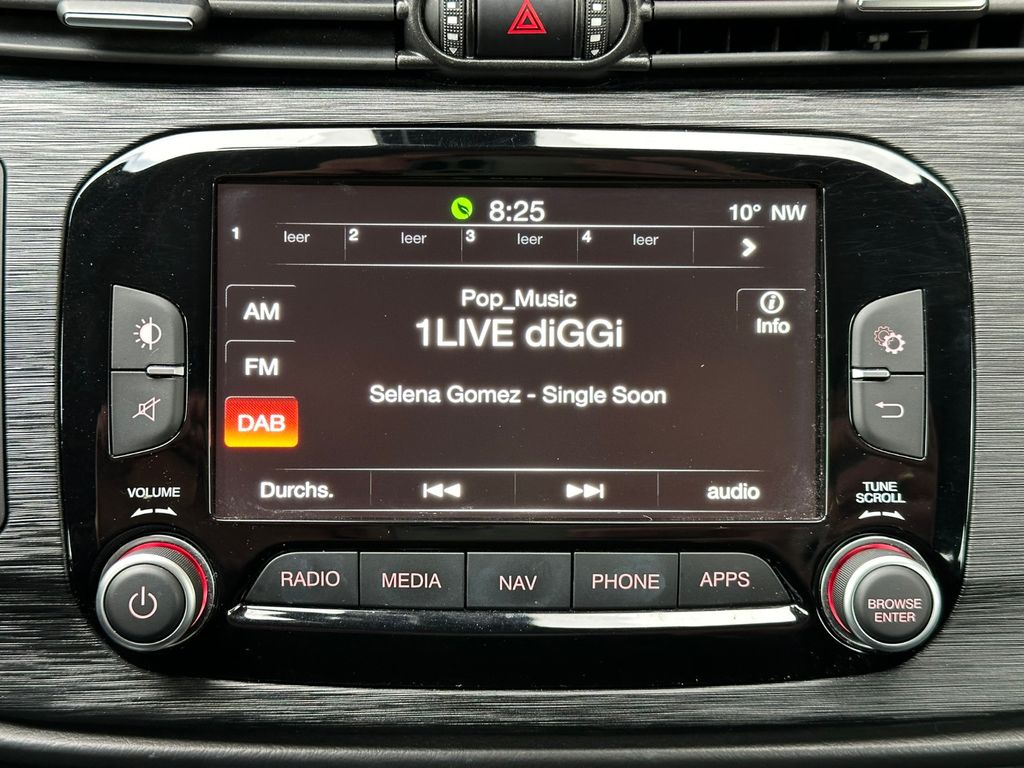 8:25
10° NW
1 leer 2 leer 3 leer 4 leer
AM
FM
DAB
Pop_Music
1LIVE diGGi
Selena Gomez - Single Soon
Info
Durchs.
audio
VOLUME
TUNE
SCROLL
RADIO MEDIA NAV PHONE APPS
BROWSE
ENTER